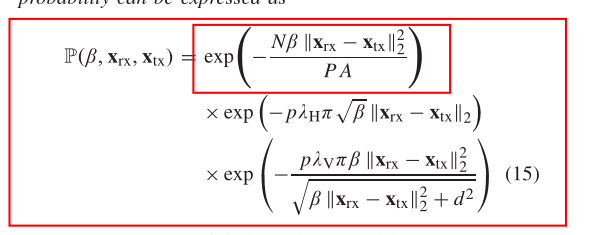 probability can be expressed as
ℙ(β, x_rx, x_tx) = exp(−Nβ ‖x_rx − x_tx‖₂² / PA)
× exp(−pλ_H π√β ‖x_rx − x_tx‖₂)
× exp(−pλ_V πβ ‖x_rx − x_tx‖₂² / √(β ‖x_rx − x_tx‖₂² + d²)) (15)